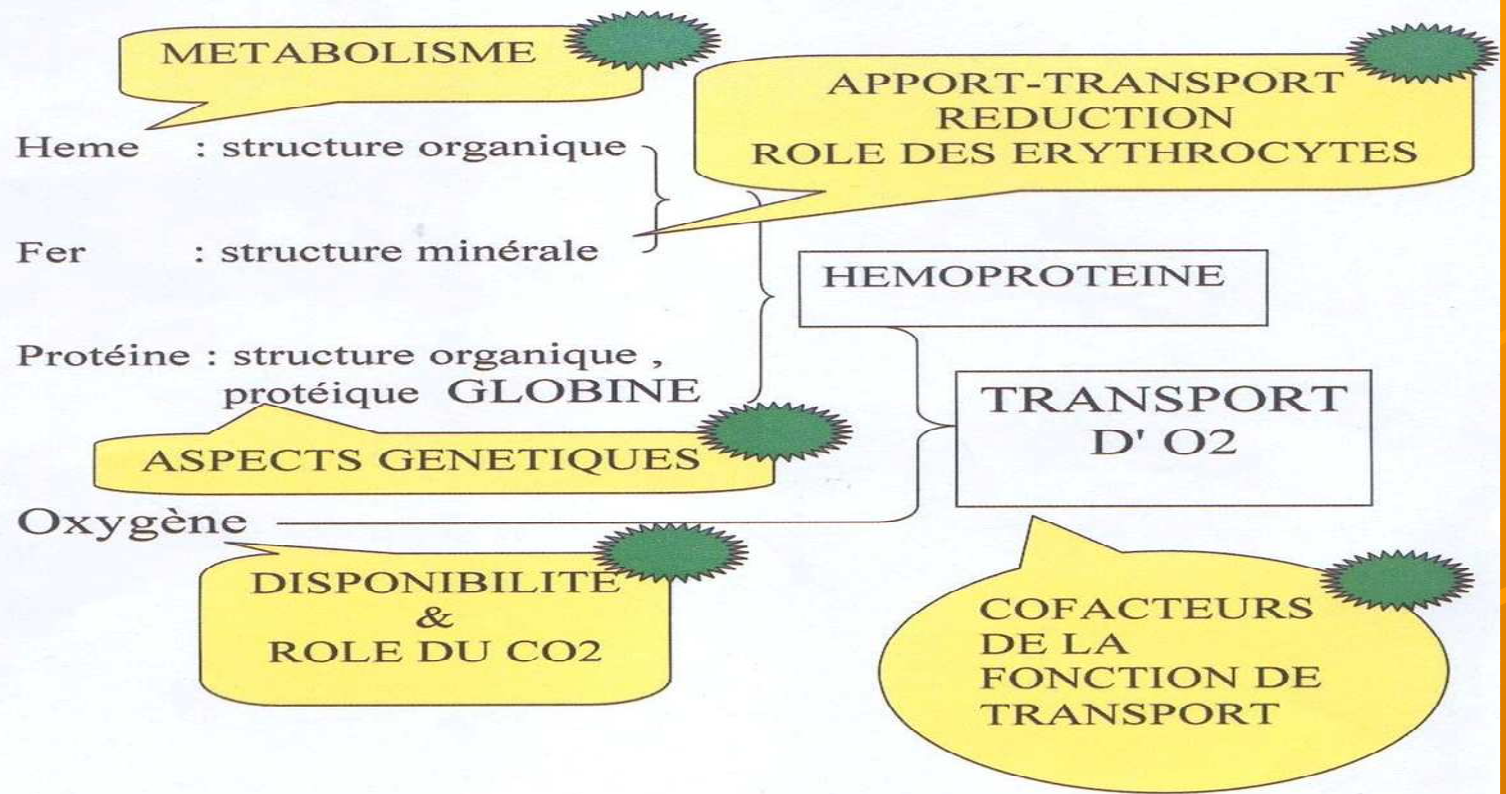 METABOLISME
APPORT-TRANSPORT
REDUCTION
ROLE DES ERYTHROCYTES
Heme : structure organique
Fer : structure minérale
HEMOPROTEINE
Protéine : structure organique ,
protéique GLOBINE
TRANSPORT
D' O2
ASPECTS GENETIQUES
Oxygène
DISPONIBILITE
&
ROLE DU CO2
COFACTEURS
DE LA
FONCTION DE
TRANSPORT